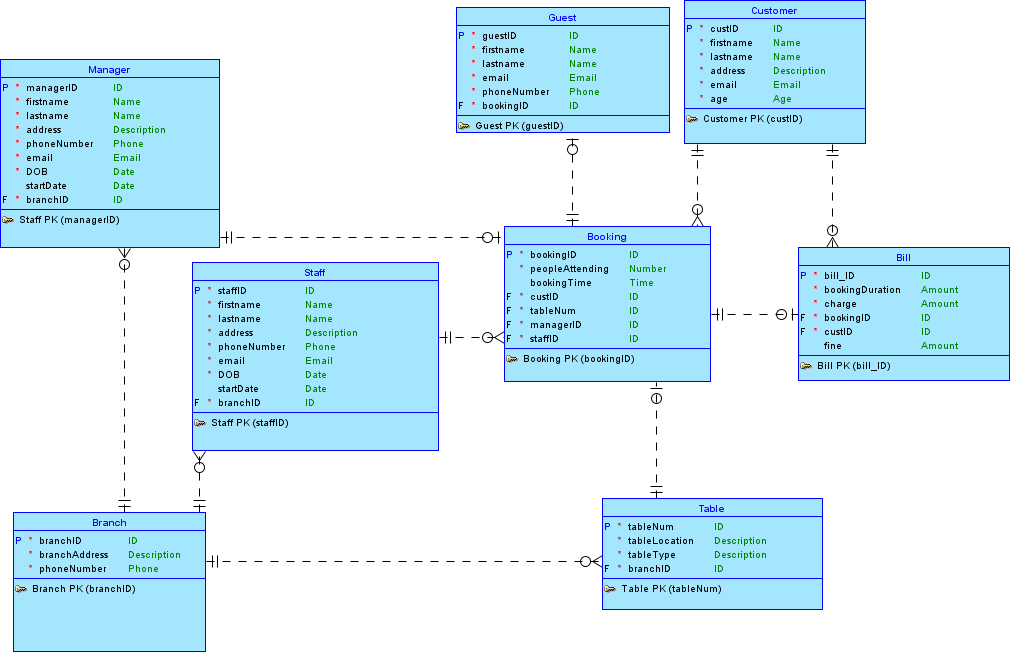 Guest
P * guestID ID
* firstname Name
* lastname Name
* email Email
* phoneNumber Phone
F * bookingID ID
Guest PK (guestID)
Customer
P * custID ID
* firstname Name
* lastname Name
* address Description
* email Email
* age Age
Customer PK (custID)
Manager
P * managerID ID
* firstname Name
* lastname Name
* address Description
* phoneNumber Phone
* email Email
* DOB Date
startDate Date
F * branchID ID
Staff PK (managerID)
Booking
P * bookingID ID
* peopleAttending Number
bookingTime Time
F * custID ID
F * tableNum ID
F * managerID ID
F * staffID ID
Booking PK (bookingID)
Bill
P * bill_ID ID
* bookingDuration Amount
* charge Amount
F * bookingID ID
F * custID ID
fine Amount
Bill PK (bill_ID)
Staff
P * staffID ID
* firstname Name
* lastname Name
* address Description
* phoneNumber Phone
* email Email
* DOB Date
startDate Date
F * branchID ID
Staff PK (staffID)
Branch
P * branchID ID
* branchAddress Description
* phoneNumber Phone
Branch PK (branchID)
Table
P * tableNum ID
* tableLocation Description
* tableType Description
F * branchID ID
Table PK (tableNum)